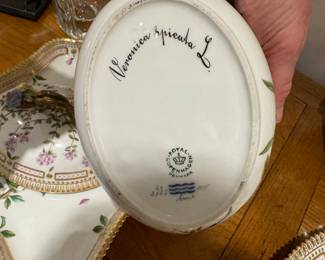 Veronica spicata L.
ROYAL
COPENHAGEN
DENMARK